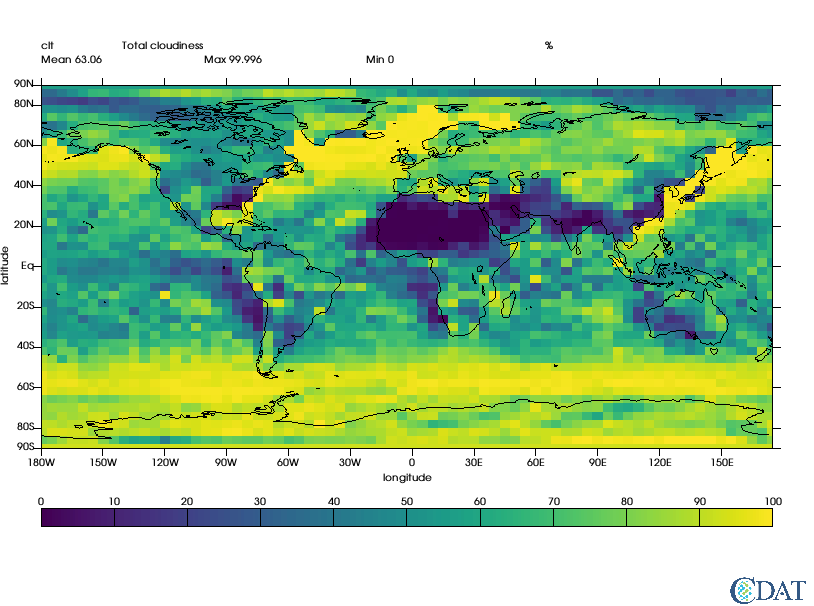 clt Total cloudiness %
Mean 63.06 Max 99.996 Min 0
90N
80N
60N
40N
20N
Eq
20S
40S
60S
80S
90S
latitude
180W 150W 120W 90W 60W 30W 0 30E 60E 90E 120E 150E
longitude
0 10 20 30 40 50 60 70 80 90 100
CDAT